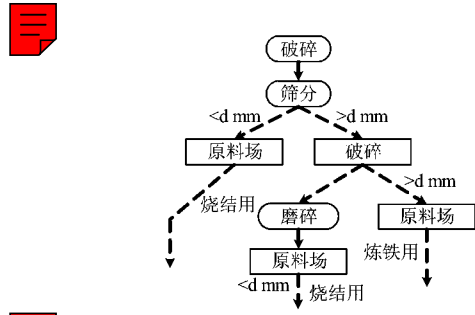 破碎
筛分
<d mm
>d mm
原料场
破碎
>d mm
烧结用
磨碎
原料场
原料场
炼铁用
<d mm
烧结用